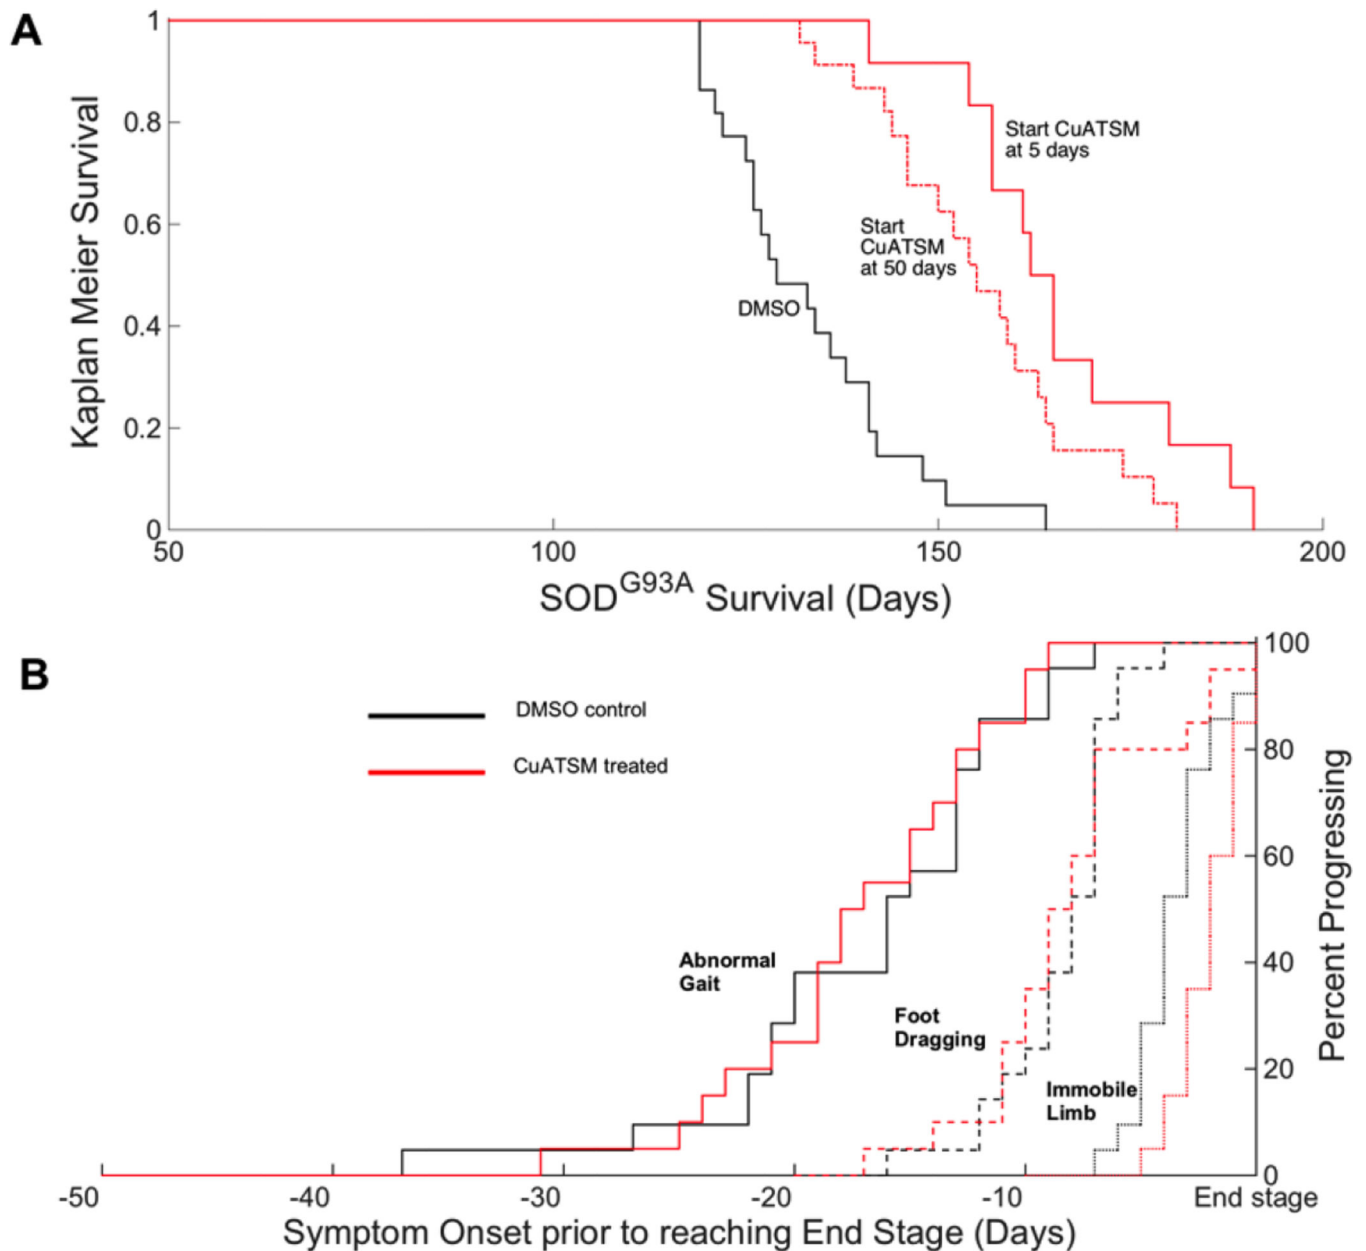 A
1
0.8
0.6
0.4
0.2
0
Kaplan Meier Survival
Start CuATSM
at 5 days
Start
CuATSM
at 50 days
DMSO
50 100 150 200
SOD^G93A Survival (Days)
B
DMSO control
CuATSM treated
Abnormal
Gait
Foot
Dragging
Immobile
Limb
100
80
60
40
20
0
Percent Progressing
-50 -40 -30 -20 -10 End stage
Symptom Onset prior to reaching End Stage (Days)